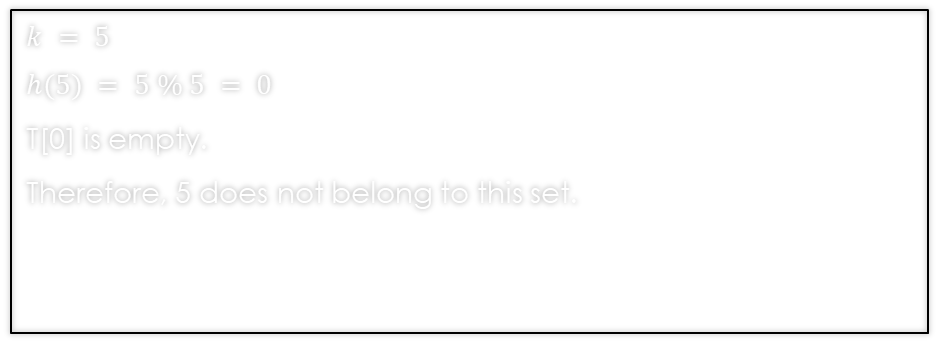 k = 5
h(5) = 5 % 5 = 0
T[0] is empty.
Therefore, 5 does not belong to this set.